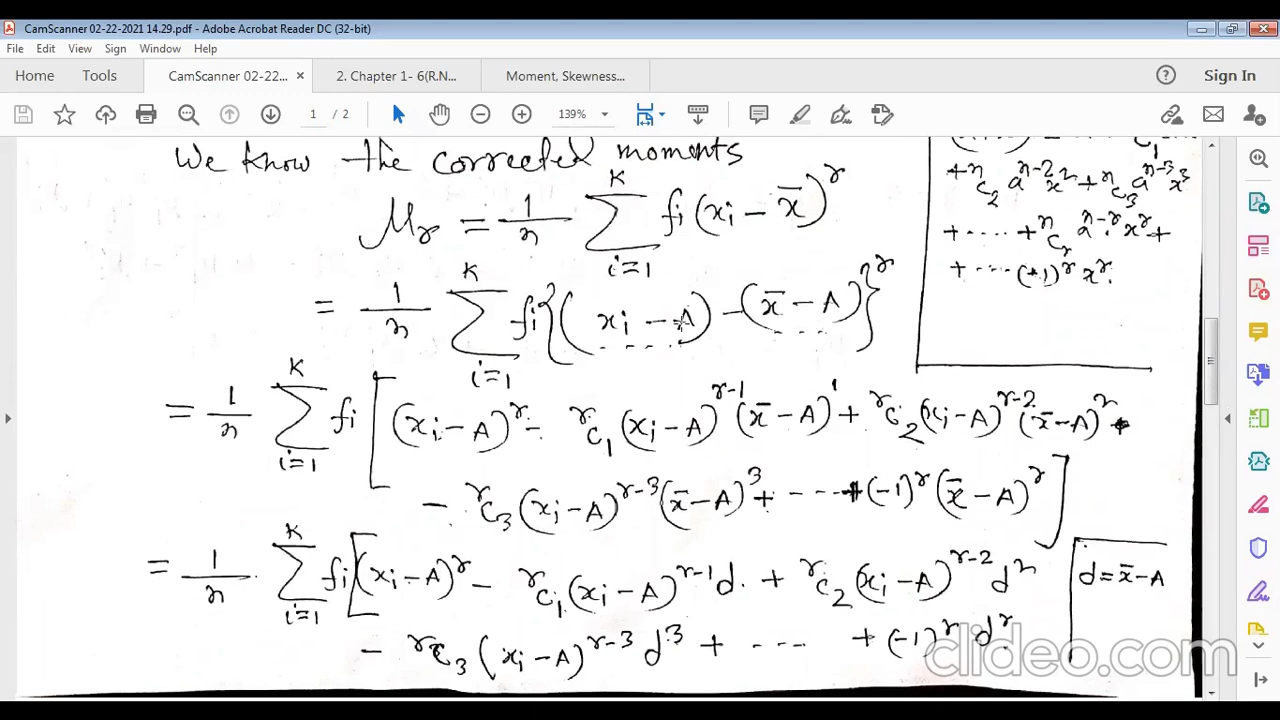 CamScanner 02-22-2021 14.29.pdf - Adobe Acrobat Reader DC (32-bit)
File Edit View Sign Window Help
Home Tools CamScanner 02-22... × 2. Chapter 1- 6(R.N... Moment, Skewness... Sign In
1 / 2 139%
We know the corrected moments
μᵣ = 1/n Σ_{i=1}^{K} fi (xi − x̄)^r
= 1/n Σ_{i=1}^{K} fi {(xi − A) − (x̄ − A)}^r
= 1/n Σ_{i=1}^{K} fi [(xi − A)^r − ʳC₁ (xi − A)^{r-1} (x̄ − A)^1 + ʳC₂ (xi − A)^{r-2} (x̄ − A)^2
− ʳC₃ (xi − A)^{r-3} (x̄ − A)^3 + ---- + (−1)^r (x̄ − A)^r]
= 1/n Σ_{i=1}^{K} fi [(xi − A)^r − ʳC₁ (xi − A)^{r-1} d + ʳC₂ (xi − A)^{r-2} d^2
− ʳC₃ (xi − A)^{r-3} d^3 + ---- + (−1)^r d^r
+ ⁿC₂ a^{n-2} x^2 + ⁿC₃ a^{n-3} x^3
+ ..... + ⁿCᵣ a^{n-r} x^r +
+ .... (−1)^r x^r.
d = x̄ − A
clideo.com